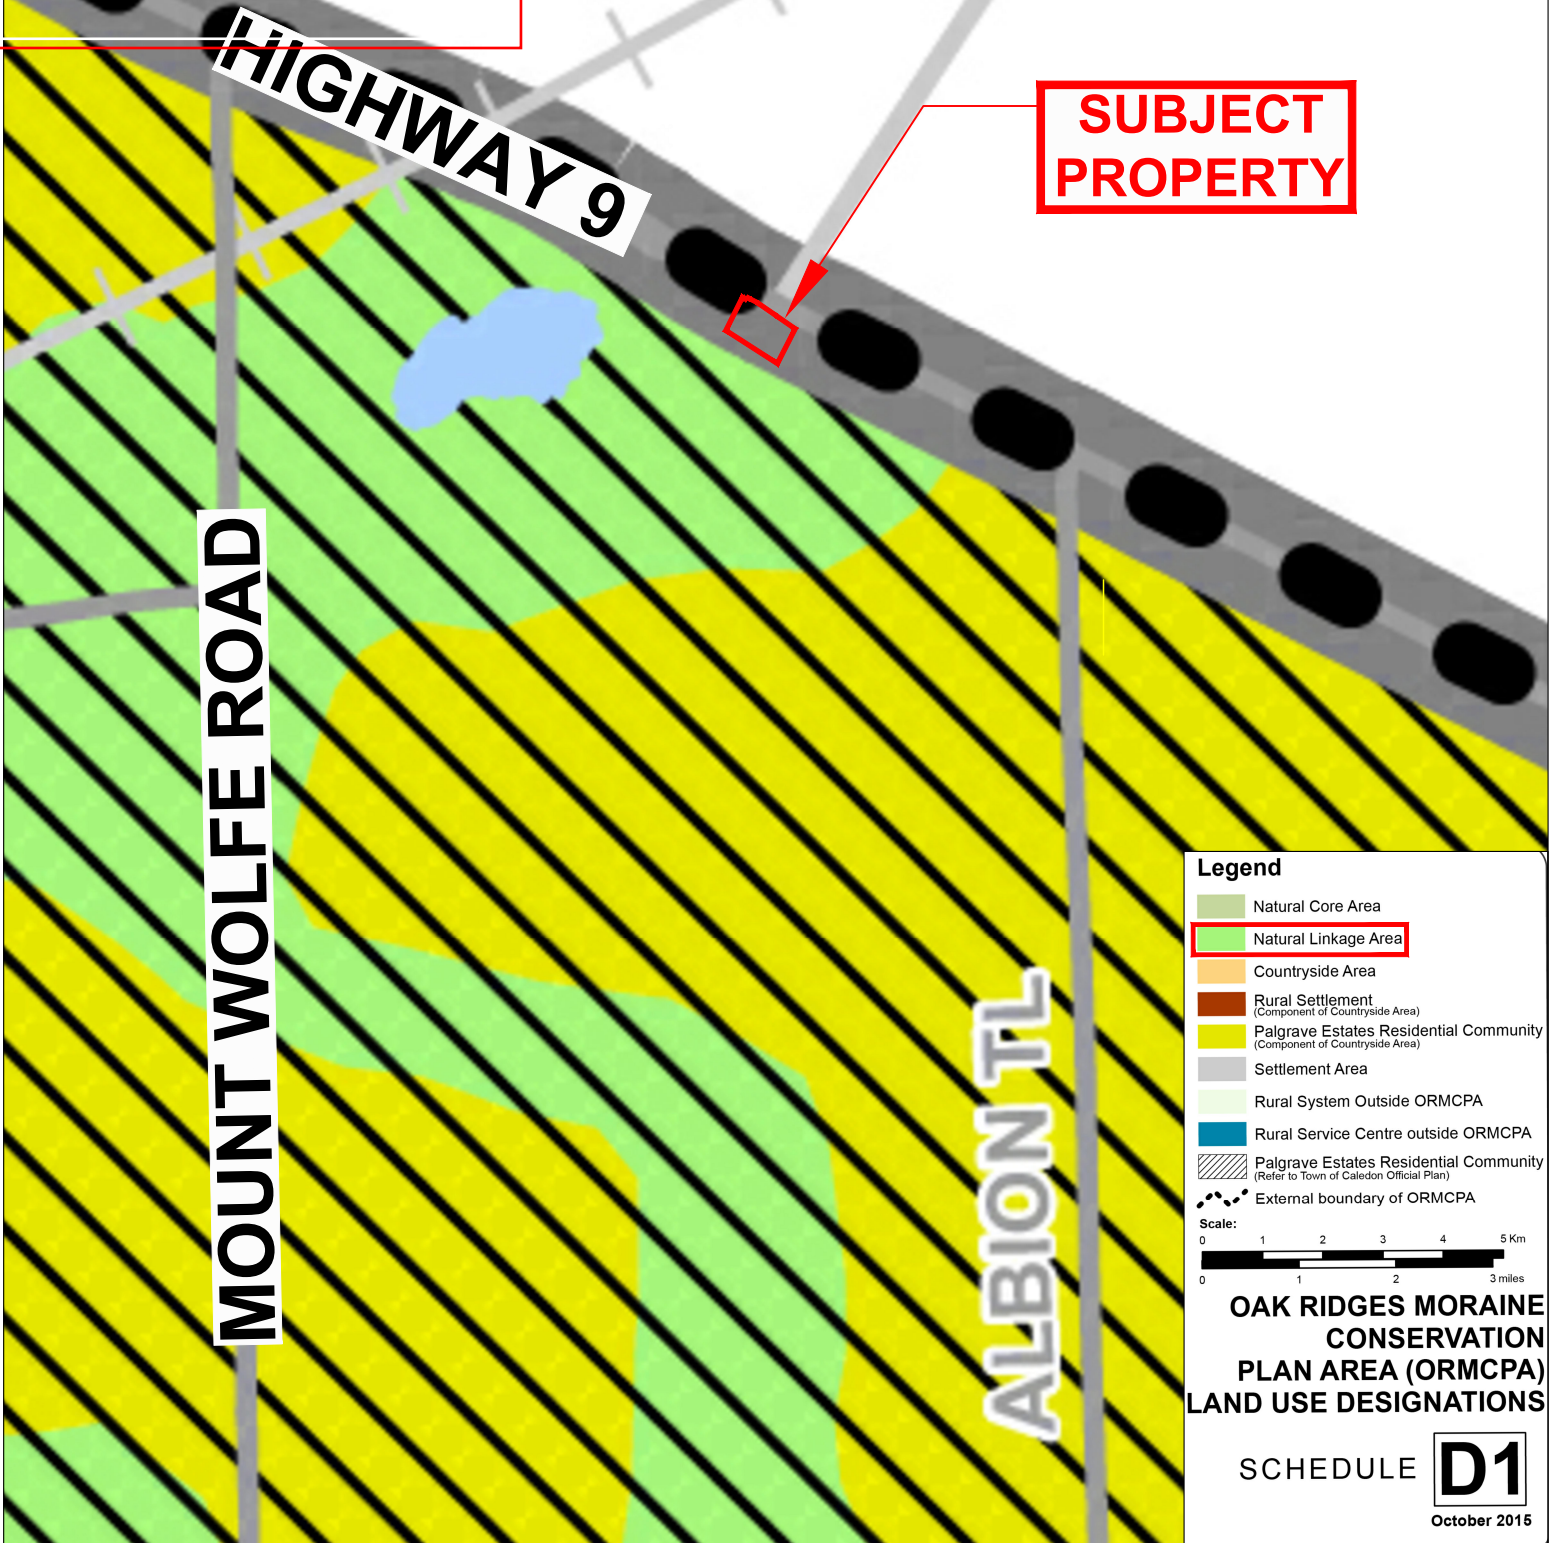 HIGHWAY 9
SUBJECT
PROPERTY
MOUNT WOLFE ROAD
ALBION TL
Legend
Natural Core Area
Natural Linkage Area
Countryside Area
Rural Settlement
(Component of Countryside Area)
Palgrave Estates Residential Community
(Component of Countryside Area)
Settlement Area
Rural System Outside ORMCPA
Rural Service Centre outside ORMCPA
Palgrave Estates Residential Community
(Refer to Town of Caledon Official Plan)
External boundary of ORMCPA
Scale:
0 1 2 3 4 5 Km
0 1 2 3 miles
OAK RIDGES MORAINE
CONSERVATION
PLAN AREA (ORMCPA)
LAND USE DESIGNATIONS
SCHEDULE D1
October 2015